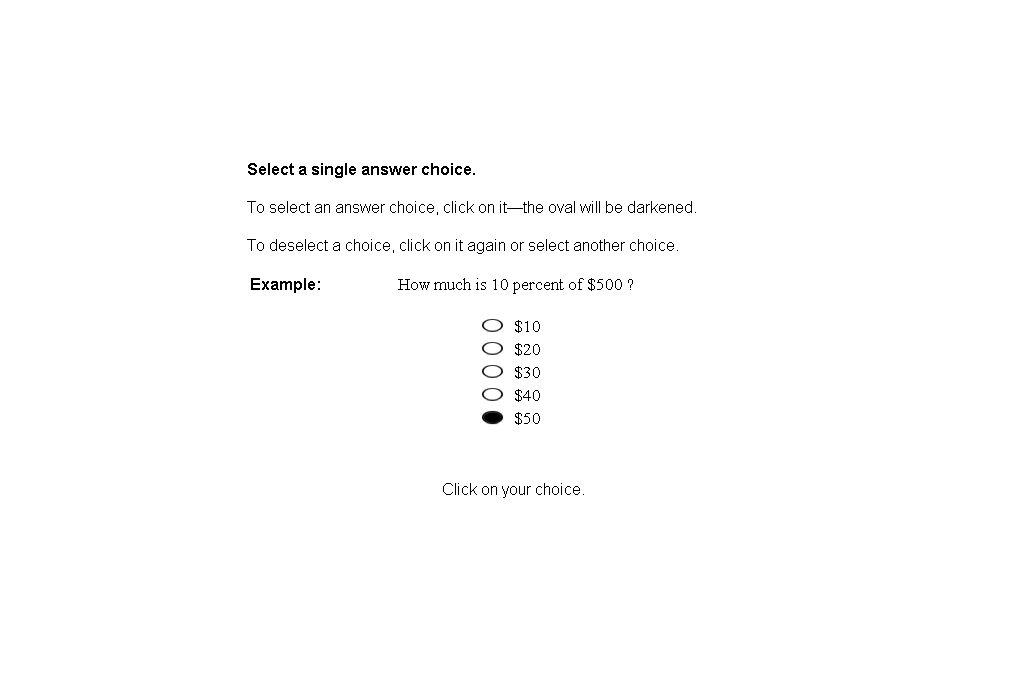 Select a single answer choice.
To select an answer choice, click on it—the oval will be darkened.
To deselect a choice, click on it again or select another choice.
Example: How much is 10 percent of $500 ?
$10
$20
$30
$40
$50
Click on your choice.